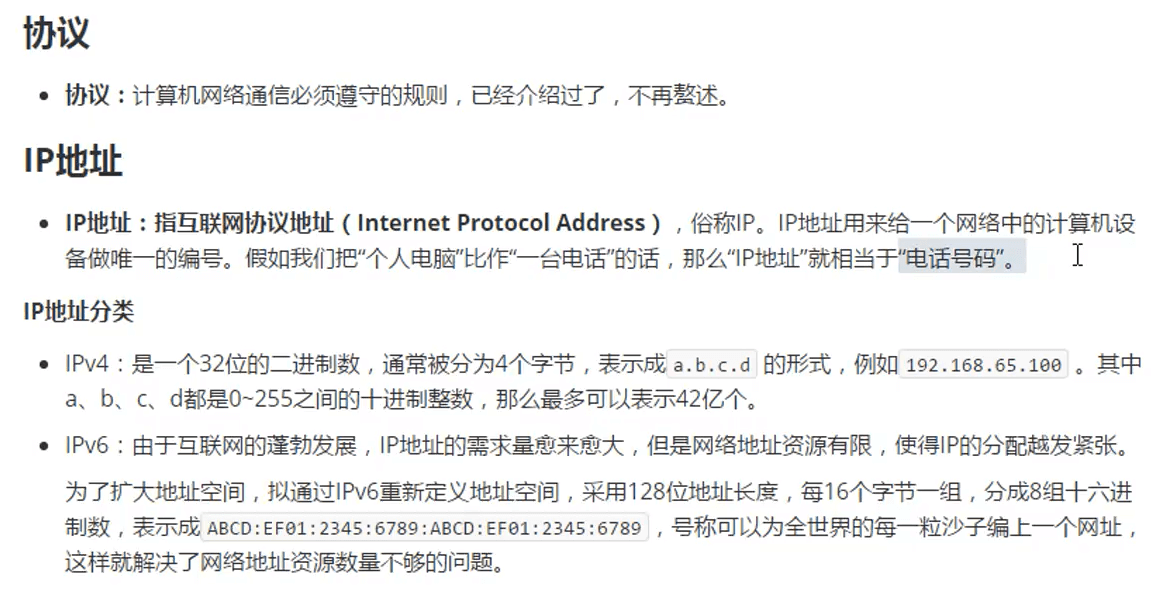 协议
• 协议：计算机网络通信必须遵守的规则，已经介绍过了，不再螯述。
IP地址
• IP地址：指互联网协议地址（Internet Protocol Address），俗称IP。IP地址用来给一个网络中的计算机设
备做唯一的编号。假如我们把“个人电脑”比作“一台电话”的话，那么“IP地址”就相当于“电话号码”。
IP地址分类
• IPv4：是一个32位的二进制数，通常被分为4个字节，表示成 a.b.c.d 的形式，例如 192.168.65.100 。其中
a、b、c、d都是0~255之间的十进制整数，那么最多可以表示42亿个。
• IPv6：由于互联网的蓬勃发展，IP地址的需求量愈来愈大，但是网络地址资源有限，使得IP的分配越发紧张。
为了扩大地址空间，拟通过IPv6重新定义地址空间，采用128位地址长度，每16个字节一组，分成8组十六进
制数，表示成 ABCD:EF01:2345:6789:ABCD:EF01:2345:6789 ，号称可以为全世界的每一粒沙子编上一个网址，
这样就解决了网络地址资源数量不够的问题。